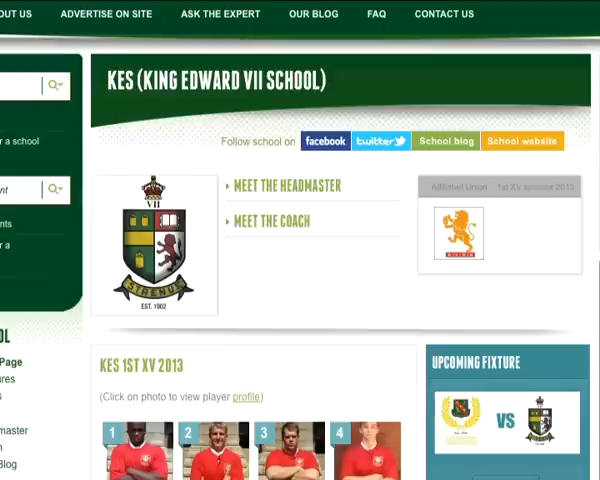 OUT US
ADVERTISE ON SITE
ASK THE EXPERT
OUR BLOG
FAQ
CONTACT US
r a school
nt
nts
r a
KES (KING EDWARD VII SCHOOL)
Follow school on
facebook
twitter
School blog
School website
VII
STRENUE
EST. 1902
MEET THE HEADMASTER
MEET THE COACH
Affiliated Union
1st XV sponsor 2013
OL
Page
ures
s
master
n
Blog
KES 1ST XV 2013
(Click on photo to view player profile)
1
2
3
4
UPCOMING FIXTURE
VS